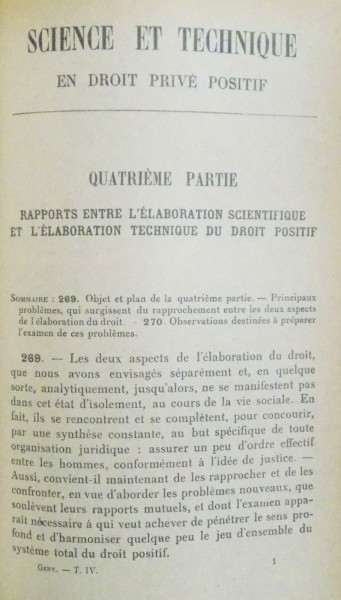 SCIENCE ET TECHNIQUE
EN DROIT PRIVÉ POSITIF
QUATRIÈME PARTIE
RAPPORTS ENTRE L'ÉLABORATION SCIENTIFIQUE
ET L'ÉLABORATION TECHNIQUE DU DROIT POSITIF
SOMMAIRE : 269. Objet et plan de la quatrième partie. — Principaux
problèmes, qui surgissent du rapprochement entre les deux aspects
de l'élaboration du droit - 270. Observations destinées à préparer
l'examen de ces problèmes.
269. — Les deux aspects de l'élaboration du droit,
que nous avons envisagés séparément et, en quelque
sorte, analytiquement, jusqu'alors, ne se manifestent pas
dans cet état d'isolement, au cours de la vie sociale. En
fait, ils se rencontrent et se complètent, pour concourir,
par une synthèse constante, au but spécifique de toute
organisation juridique : assurer un peu d'ordre effectif
entre les hommes, conformément à l'idée de justice. —
Aussi, convient-il maintenant de les rapprocher et de les
confronter, en vue d'aborder les problèmes nouveaux, que
soulèvent leurs rapports mutuels, et dont l'examen appa-
rait nécessaire à qui veut achever de pénétrer le sens pro-
fond et d'harmoniser quelque peu le jeu d'ensemble du
système total du droit positif.
GENY. — T. IV. 1